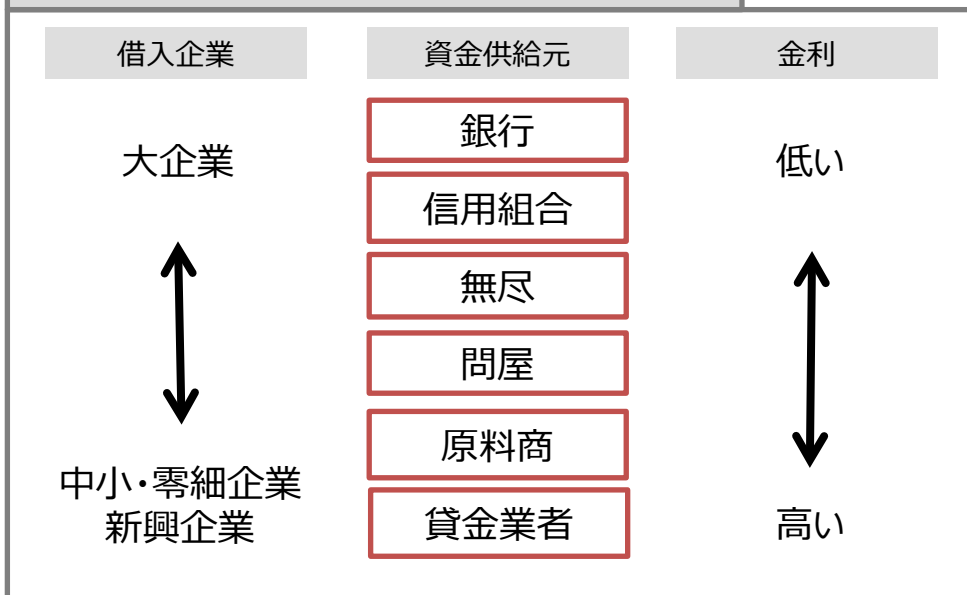 借入企業
資金供給元
金利
大企業
銀行
低い
信用組合
無尽
問屋
原料商
中小・零細企業
新興企業
貸金業者
高い